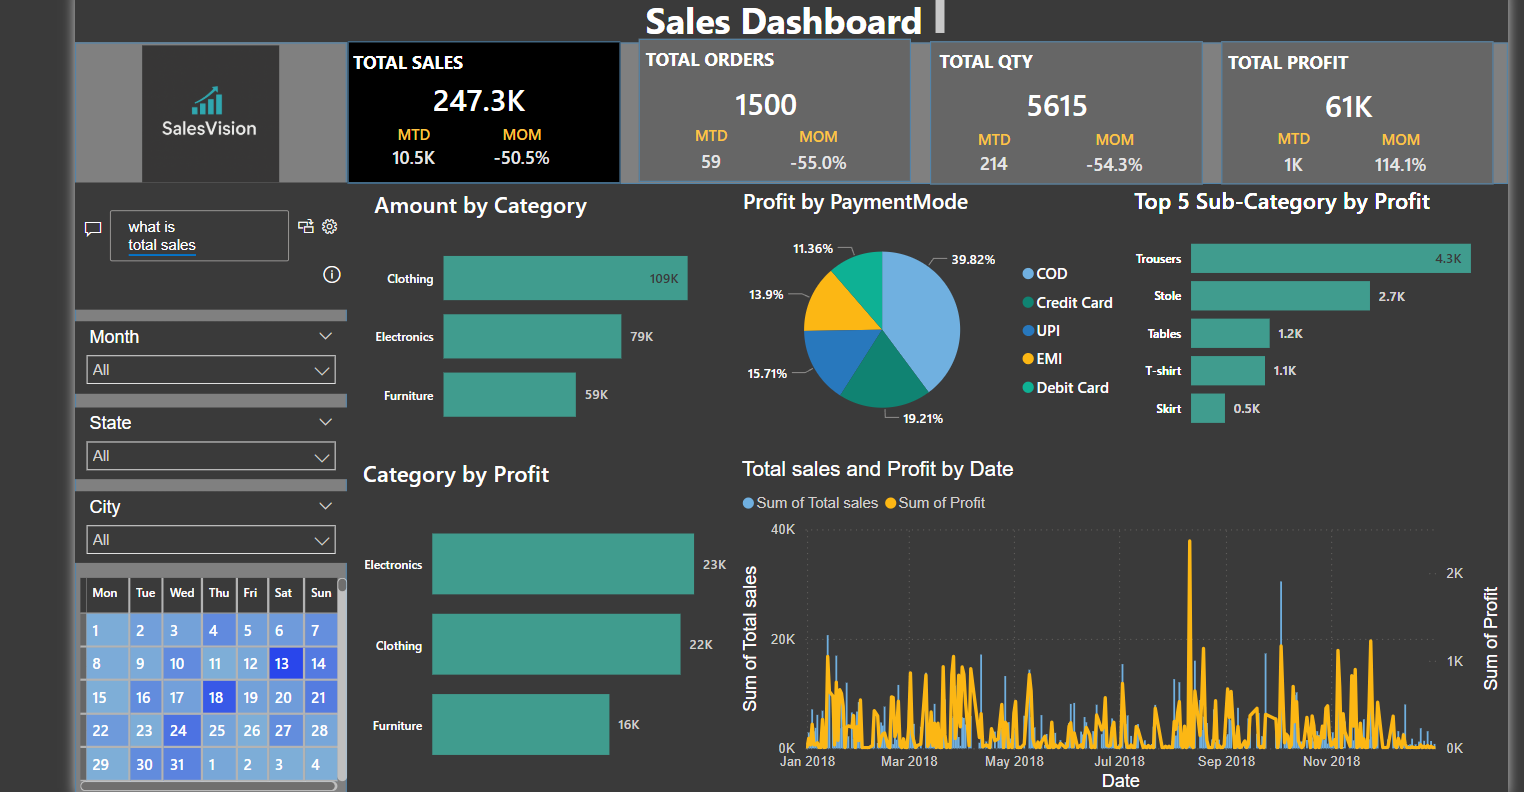 Sales Dashboard
SalesVision
TOTAL SALES
247.3K
MTD MOM
10.5K -50.5%
TOTAL ORDERS
1500
MTD MOM
59 -55.0%
TOTAL QTY
5615
MTD MOM
214 -54.3%
TOTAL PROFIT
61K
MTD MOM
1K 114.1%
what is
total sales
Month
All
State
All
City
All
Mon Tue Wed Thu Fri Sat Sun
1 2 3 4 5 6 7
8 9 10 11 12 13 14
15 16 17 18 19 20 21
22 23 24 25 26 27 28
29 30 31 1 2 3 4
Amount by Category
Clothing 109K
Electronics 79K
Furniture 59K
Profit by PaymentMode
11.36%
39.82%
13.9%
15.71%
19.21%
COD
Credit Card
UPI
EMI
Debit Card
Top 5 Sub-Category by Profit
Trousers 4.3K
Stole 2.7K
Tables 1.2K
T-shirt 1.1K
Skirt 0.5K
Category by Profit
Electronics 23K
Clothing 22K
Furniture 16K
Total sales and Profit by Date
Sum of Total sales Sum of Profit
Sum of Total sales
40K
20K
0K
2K
1K
0K
Sum of Profit
Jan 2018 Mar 2018 May 2018 Jul 2018 Sep 2018 Nov 2018
Date